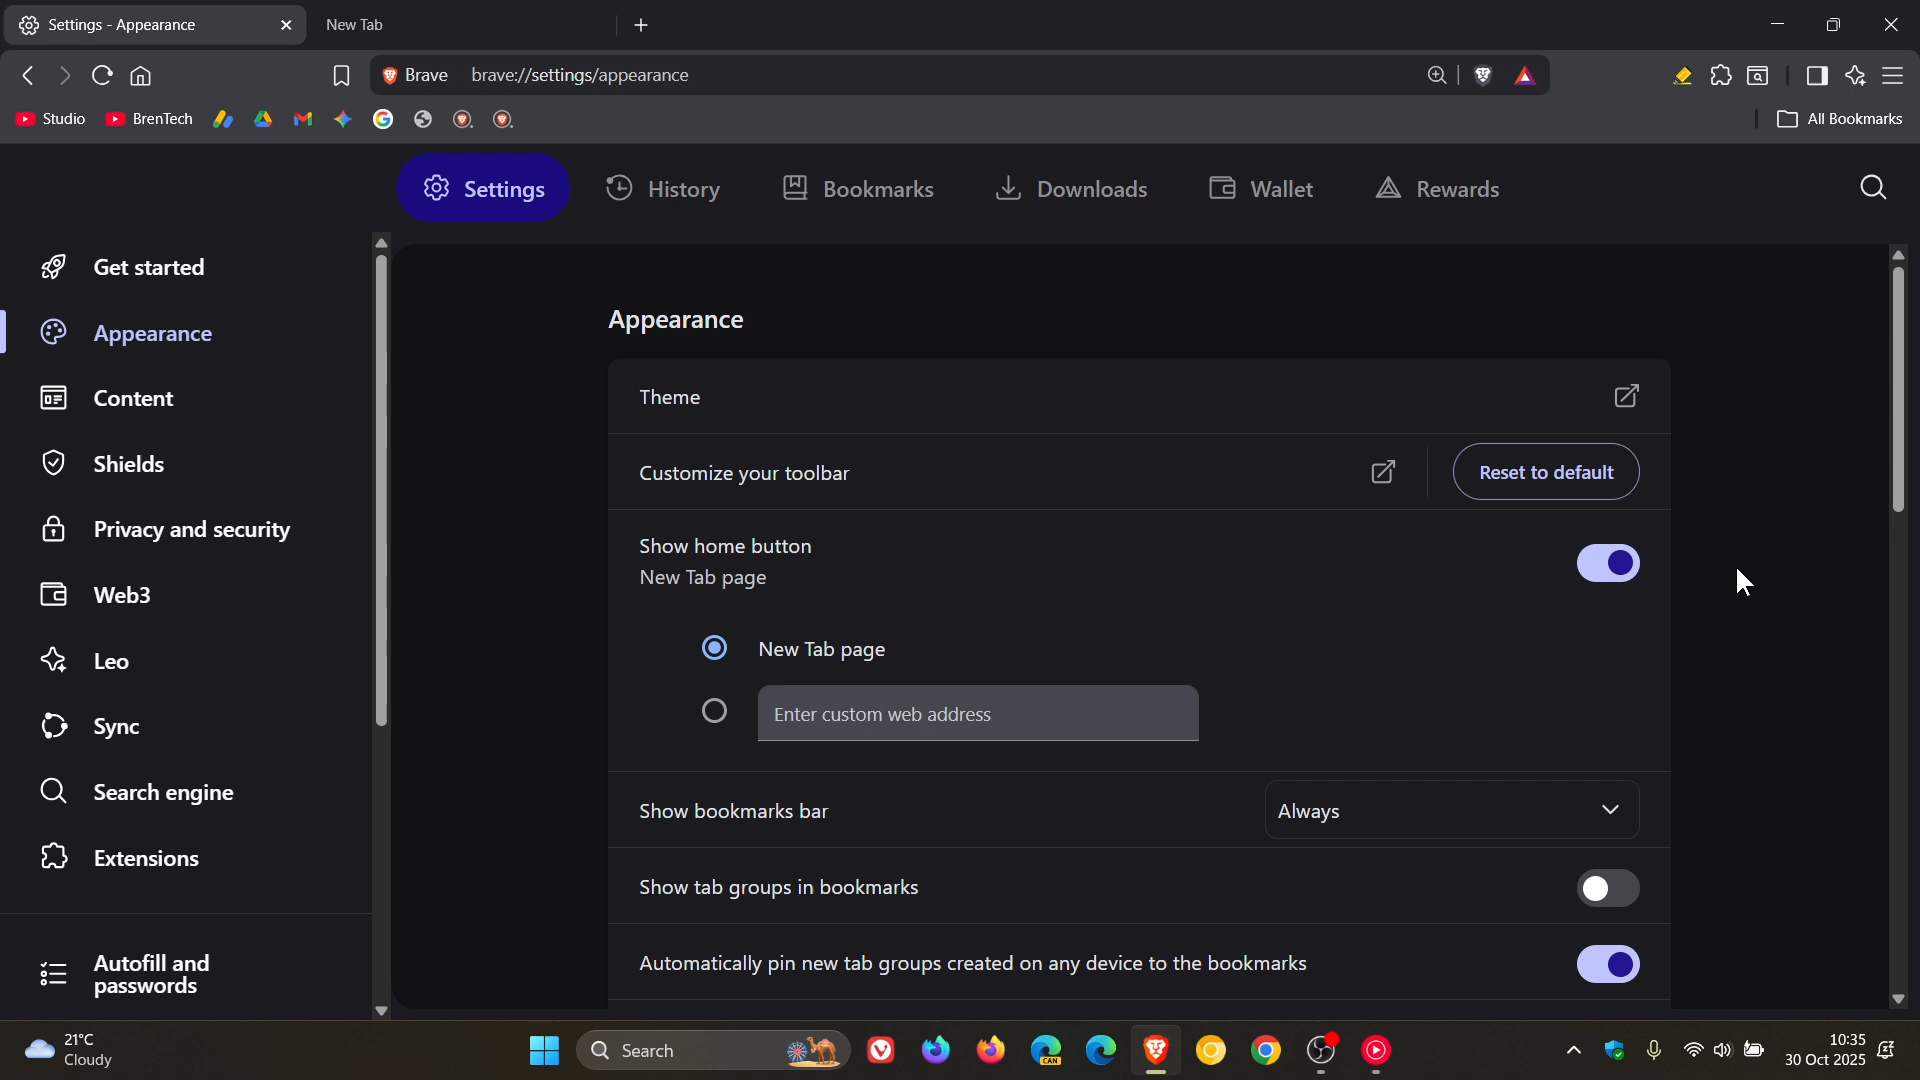 Settings - Appearance
New Tab
Brave
brave://settings/appearance
Studio
BrenTech
All Bookmarks
Settings
History
Bookmarks
Downloads
Wallet
Rewards
Get started
Appearance
Content
Shields
Privacy and security
Web3
Leo
Sync
Search engine
Extensions
Autofill and
passwords
Appearance
Theme
Customize your toolbar
Reset to default
Show home button
New Tab page
New Tab page
Enter custom web address
Show bookmarks bar
Always
Show tab groups in bookmarks
Automatically pin new tab groups created on any device to the bookmarks
21°C
Cloudy
Search
CAN
10:35
30 Oct 2025